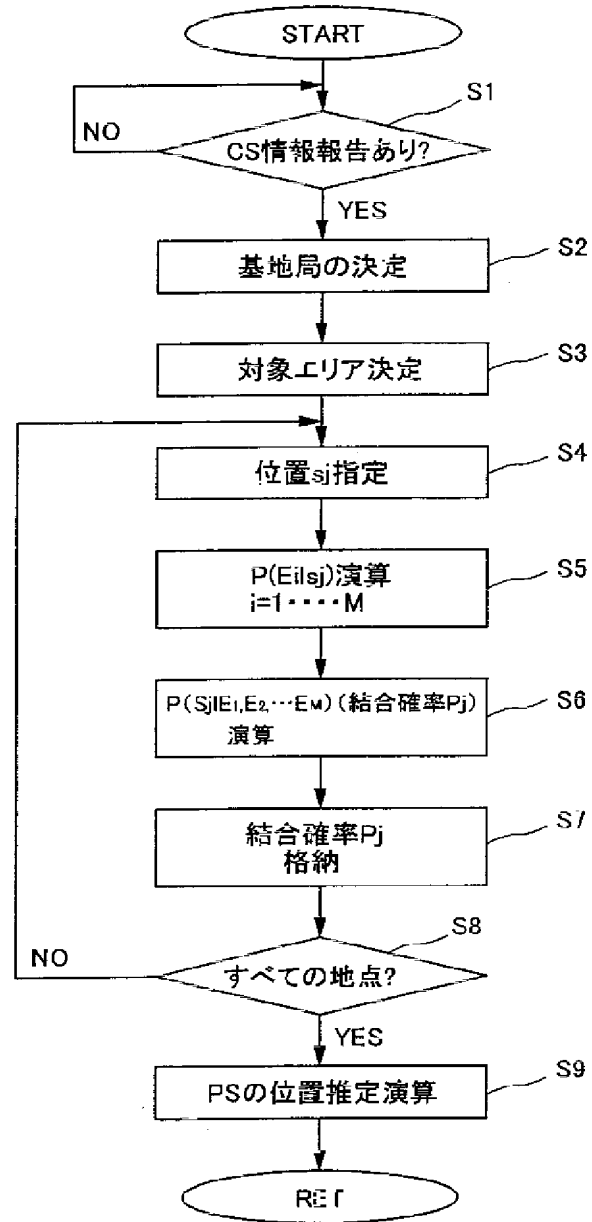 START
S1
NO
CS情報報告あり?
YES
S2
基地局の決定
S3
対象エリア決定
S4
位置sj指定
S5
P(Ei|sj)演算
i=1・・・・M
S6
P(Sj|E1,E2,…EM)(結合確率Pj)
演算
S7
結合確率Pj
格納
S8
NO
すべての地点?
YES
S9
PSの位置推定演算
RET